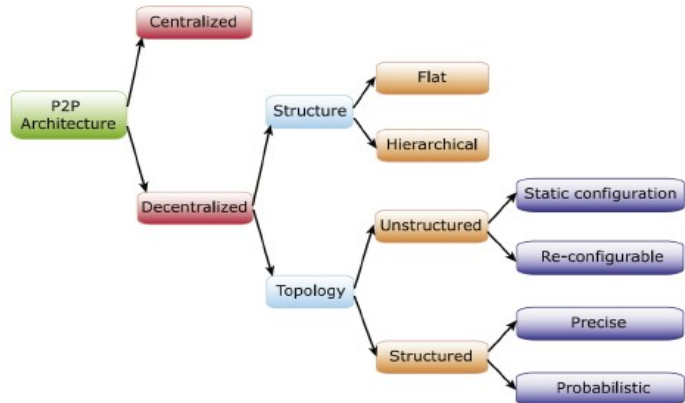 Centralized
P2P
Architecture
Decentralized
Structure
Flat
Hierarchical
Topology
Unstructured
Static configuration
Re-configurable
Structured
Precise
Probabilistic